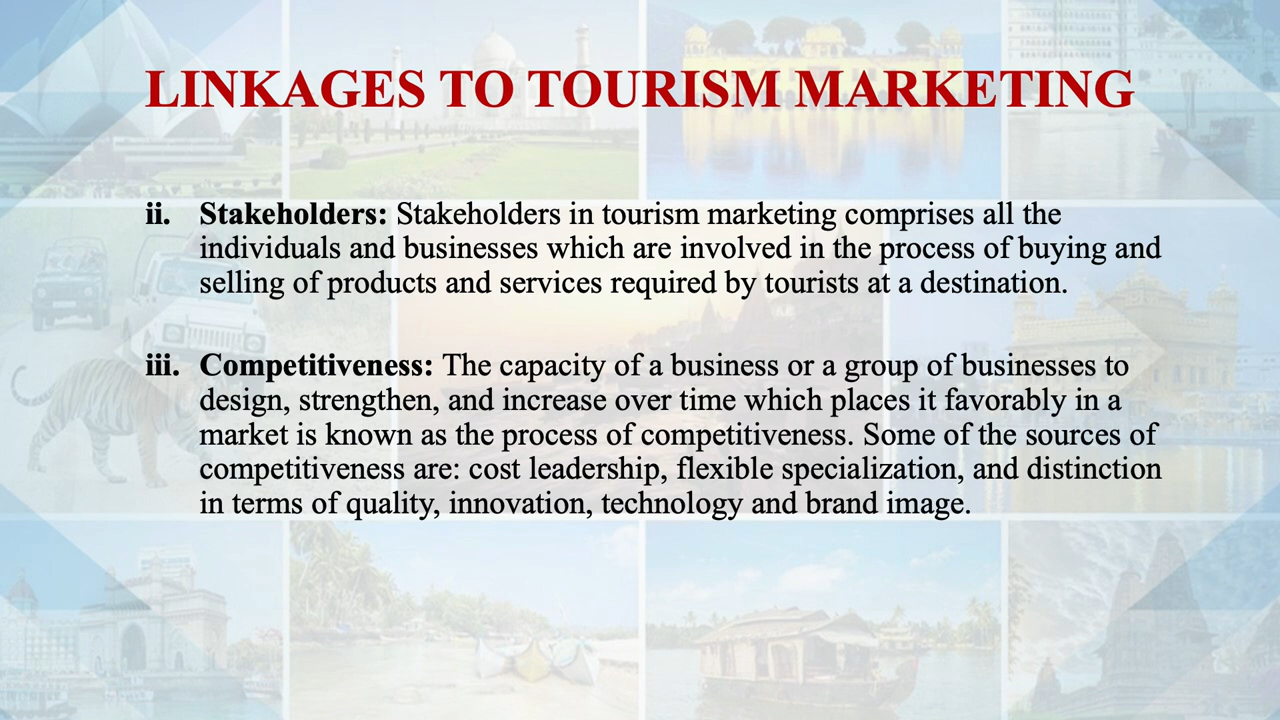 LINKAGES TO TOURISM MARKETING
ii. Stakeholders: Stakeholders in tourism marketing comprises all the
individuals and businesses which are involved in the process of buying and
selling of products and services required by tourists at a destination.
iii. Competitiveness: The capacity of a business or a group of businesses to
design, strengthen, and increase over time which places it favorably in a
market is known as the process of competitiveness. Some of the sources of
competitiveness are: cost leadership, flexible specialization, and distinction
in terms of quality, innovation, technology and brand image.